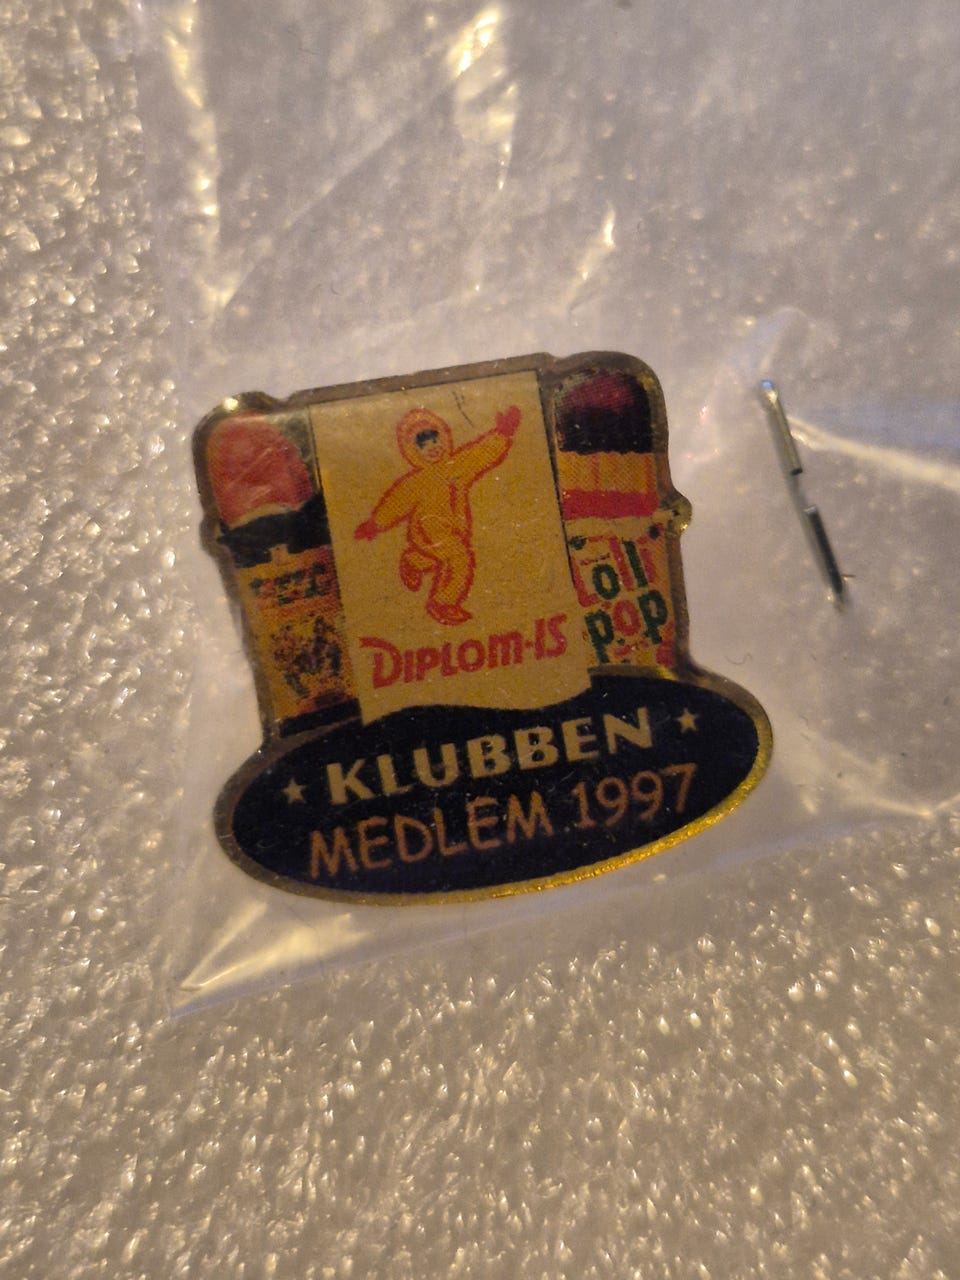 DIPLOM-IS
Lolli
pop
★ KLUBBEN ★
MEDLEM 1997